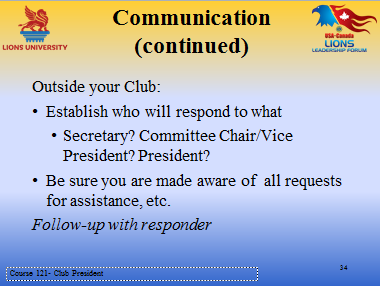 Communication
(continued)
LIONS UNIVERSITY
USA-Canada
LIONS
LEADERSHIP FORUM
Outside your Club:
• Establish who will respond to what
• Secretary? Committee Chair/Vice
President? President?
• Be sure you are made aware of all requests
for assistance, etc.
Follow-up with responder
Course 121- Club President
34